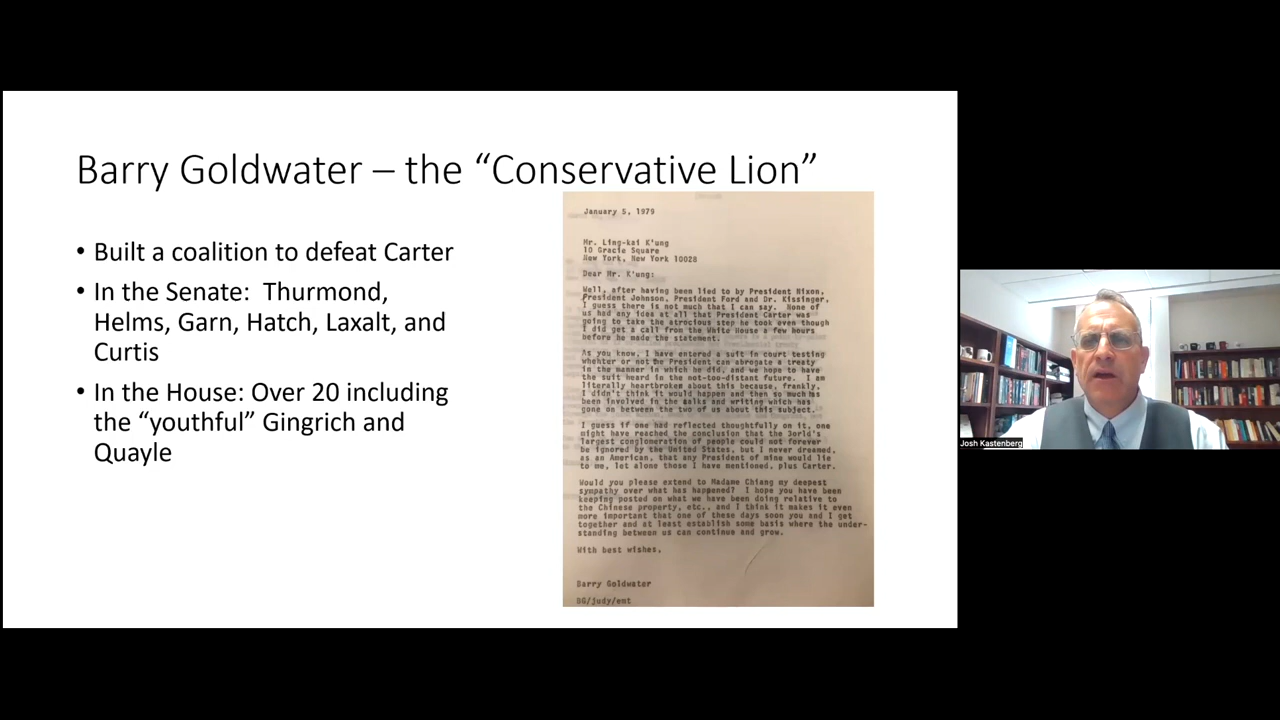 Barry Goldwater – the “Conservative Lion”
• Built a coalition to defeat Carter
• In the Senate:  Thurmond,
Helms, Garn, Hatch, Laxalt, and
Curtis
• In the House: Over 20 including
the “youthful” Gingrich and
Quayle
January 5, 1979
Mr. Ling-kai K'ung
10 Gracie Square
New York, New York 10028
Dear Mr. K'ung:
Well, after having been lied to by President Nixon,
President Johnson, President Ford and Dr. Kissinger,
I guess there is not much that I can say.  None of
us had any idea at all that President Carter was
going to take the atrocious step he took even though
I did get a call from the White House a few hours
before he made the statement.
As you know, I have entered a suit in court testing
whether or not the President can abrogate a treaty
in the manner in which he did, and we hope to have
the suit heard in the not-too-distant future.  I am
literally heartbroken about this because, frankly,
I didn't think it would happen and then so much has
been involved in the talks and writing which has
gone on between the two of us about this subject.
I guess if one had reflected thoughtfully on it, one
might have reached the conclusion that the
largest conglomeration of people could not forever
be ignored by the United States, but I never dreamed,
as an American, that any President of mine would lie
to me, let alone those I have mentioned, plus Carter.
Would you please extend to Madame Chiang my deepest
sympathy over what has happened?  I hope you have been
keeping posted on what we have been doing relative to
the Chinese property, etc., and I think it makes it even
more important that one of these days soon you and I get
together and at least establish some basis where the under-
standing between us can continue and grow.
With best wishes,
Barry Goldwater
BG/judy/emt
Josh Kastenberg